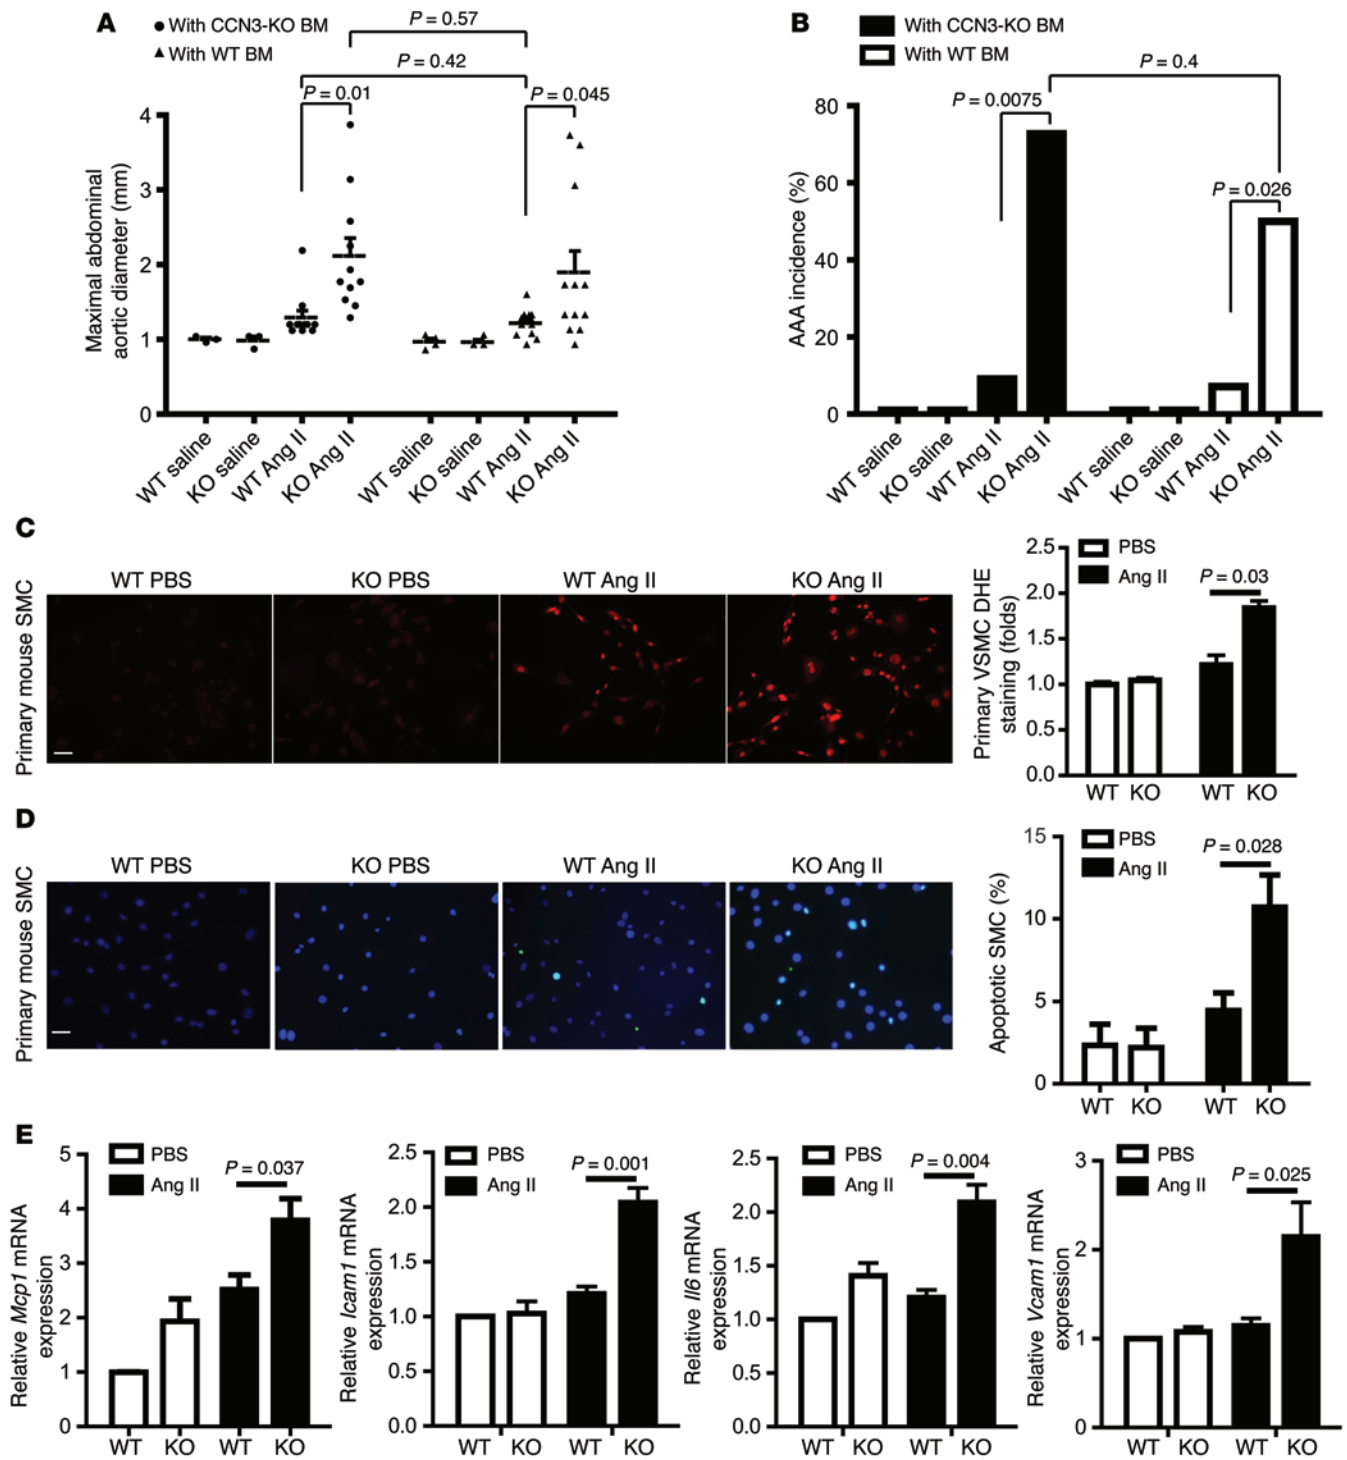 A
With CCN3-KO BM
With WT BM
P = 0.57
P = 0.42
P = 0.01
P = 0.045
Maximal abdominal
aortic diameter (mm)
4
3
2
1
0
WT saline
KO saline
WT Ang II
KO Ang II
WT saline
KO saline
WT Ang II
KO Ang II
B
With CCN3-KO BM
With WT BM
P = 0.4
P = 0.0075
P = 0.026
AAA incidence (%)
80
60
40
20
0
WT saline
KO saline
WT Ang II
KO Ang II
WT saline
KO saline
WT Ang II
KO Ang II
C
WT PBS
KO PBS
WT Ang II
KO Ang II
Primary mouse SMC
Primary VSMC DHE
staining (folds)
2.5
2.0
1.5
1.0
0.5
0.0
PBS
Ang II
P = 0.03
WT KO WT KO
D
WT PBS
KO PBS
WT Ang II
KO Ang II
Primary mouse SMC
Apoptotic SMC (%)
15
10
5
0
PBS
Ang II
P = 0.028
WT KO WT KO
E
Relative Mcp1 mRNA
expression
5
4
3
2
1
0
PBS
Ang II
P = 0.037
WT KO WT KO
Relative Icam1 mRNA
expression
2.5
2.0
1.5
1.0
0.5
0.0
PBS
Ang II
P = 0.001
WT KO WT KO
Relative Il6 mRNA
expression
2.5
2.0
1.5
1.0
0.5
0.0
PBS
Ang II
P = 0.004
WT KO WT KO
Relative Vcam1 mRNA
expression
3
2
1
0
PBS
Ang II
P = 0.025
WT KO WT KO